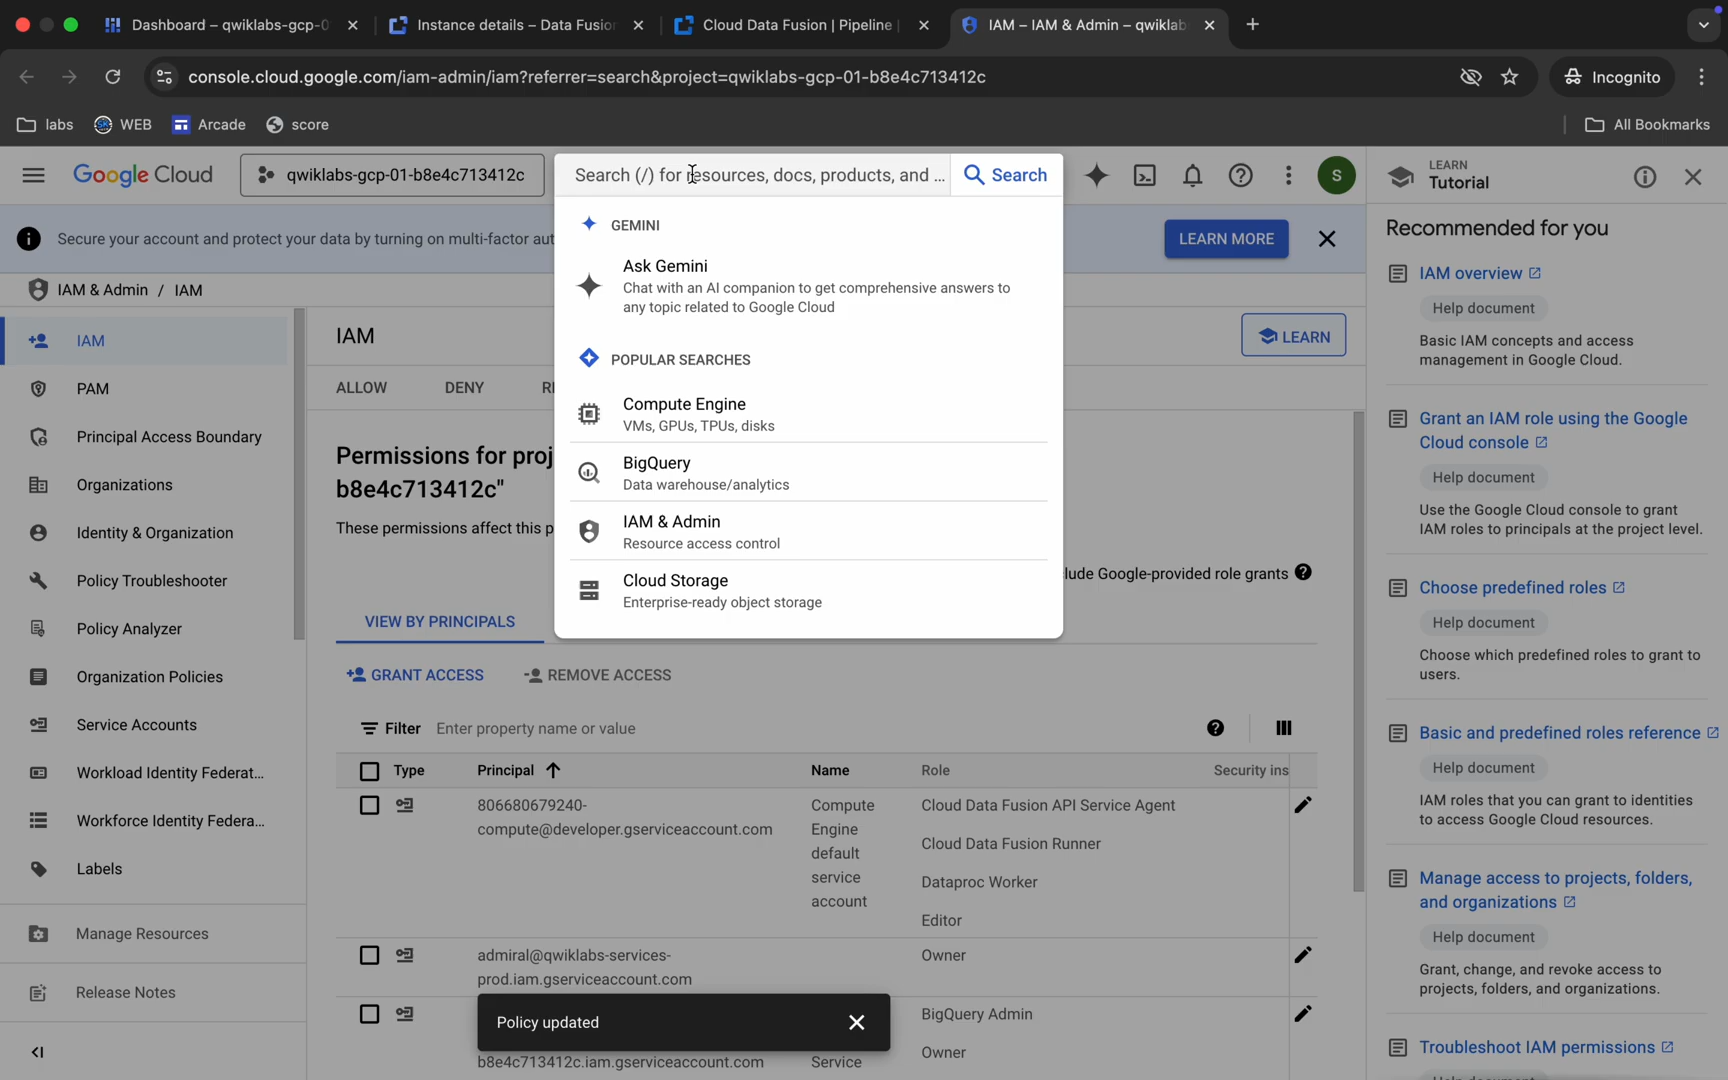 Dashboard – qwiklabs-gcp-0
Instance details – Data Fusion
Cloud Data Fusion | Pipeline
IAM – IAM & Admin – qwiklab
console.cloud.google.com/iam-admin/iam?referrer=search&project=qwiklabs-gcp-01-b8e4c713412c
Incognito
labs
WEB
Arcade
score
All Bookmarks
Google Cloud
qwiklabs-gcp-01-b8e4c713412c
Search (/) for resources, docs, products, and ...
Search
S
LEARN
Tutorial
Secure your account and protect your data by turning on multi-factor aut
LEARN MORE
GEMINI
Ask Gemini
Chat with an AI companion to get comprehensive answers to
any topic related to Google Cloud
POPULAR SEARCHES
Compute Engine
VMs, GPUs, TPUs, disks
BigQuery
Data warehouse/analytics
IAM & Admin
Resource access control
Cloud Storage
Enterprise-ready object storage
IAM & Admin / IAM
IAM
PAM
Principal Access Boundary
Organizations
Identity & Organization
Policy Troubleshooter
Policy Analyzer
Organization Policies
Service Accounts
Workload Identity Federat...
Workforce Identity Federa...
Labels
Manage Resources
Release Notes
IAM
LEARN
ALLOW
DENY
Permissions for proj
b8e4c713412c"
These permissions affect this p
lude Google-provided role grants
VIEW BY PRINCIPALS
GRANT ACCESS
REMOVE ACCESS
Filter Enter property name or value
Type Principal Name Role Security ins
806680679240-
compute@developer.gserviceaccount.com
Compute
Engine
default
service
account
Cloud Data Fusion API Service Agent
Cloud Data Fusion Runner
Dataproc Worker
Editor
admiral@qwiklabs-services-
prod.iam.gserviceaccount.com
Owner
b8e4c713412c.iam.gserviceaccount.com
Service
BigQuery Admin
Owner
Policy updated
Recommended for you
IAM overview
Help document
Basic IAM concepts and access
management in Google Cloud.
Grant an IAM role using the Google
Cloud console
Help document
Use the Google Cloud console to grant
IAM roles to principals at the project level.
Choose predefined roles
Help document
Choose which predefined roles to grant to
users.
Basic and predefined roles reference
Help document
IAM roles that you can grant to identities
to access Google Cloud resources.
Manage access to projects, folders,
and organizations
Help document
Grant, change, and revoke access to
projects, folders, and organizations.
Troubleshoot IAM permissions